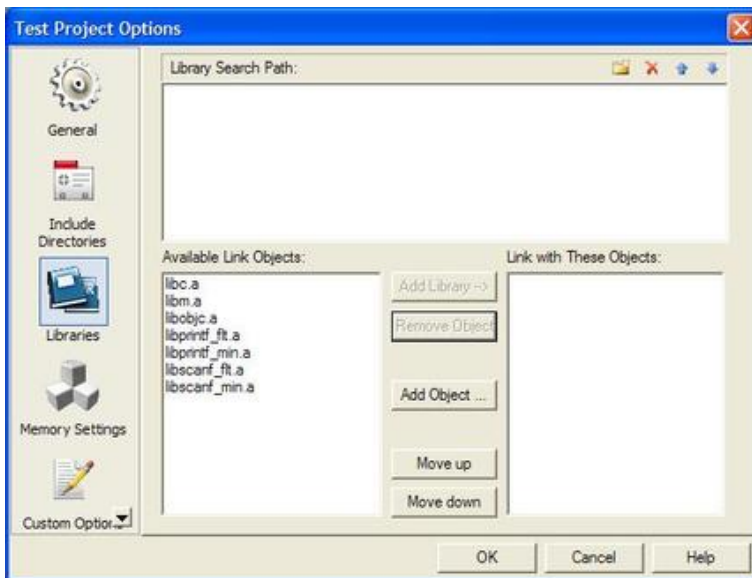 Test Project Options
General
Include
Directories
Libraries
Memory Settings
Custom Option
Library Search Path:
Available Link Objects:
libc.a
libm.a
libobjc.a
libprintf_flt.a
libprintf_min.a
libscanf_flt.a
libscanf_min.a
Add Library -->
Remove Object
Add Object ...
Move up
Move down
Link with These Objects:
OK
Cancel
Help